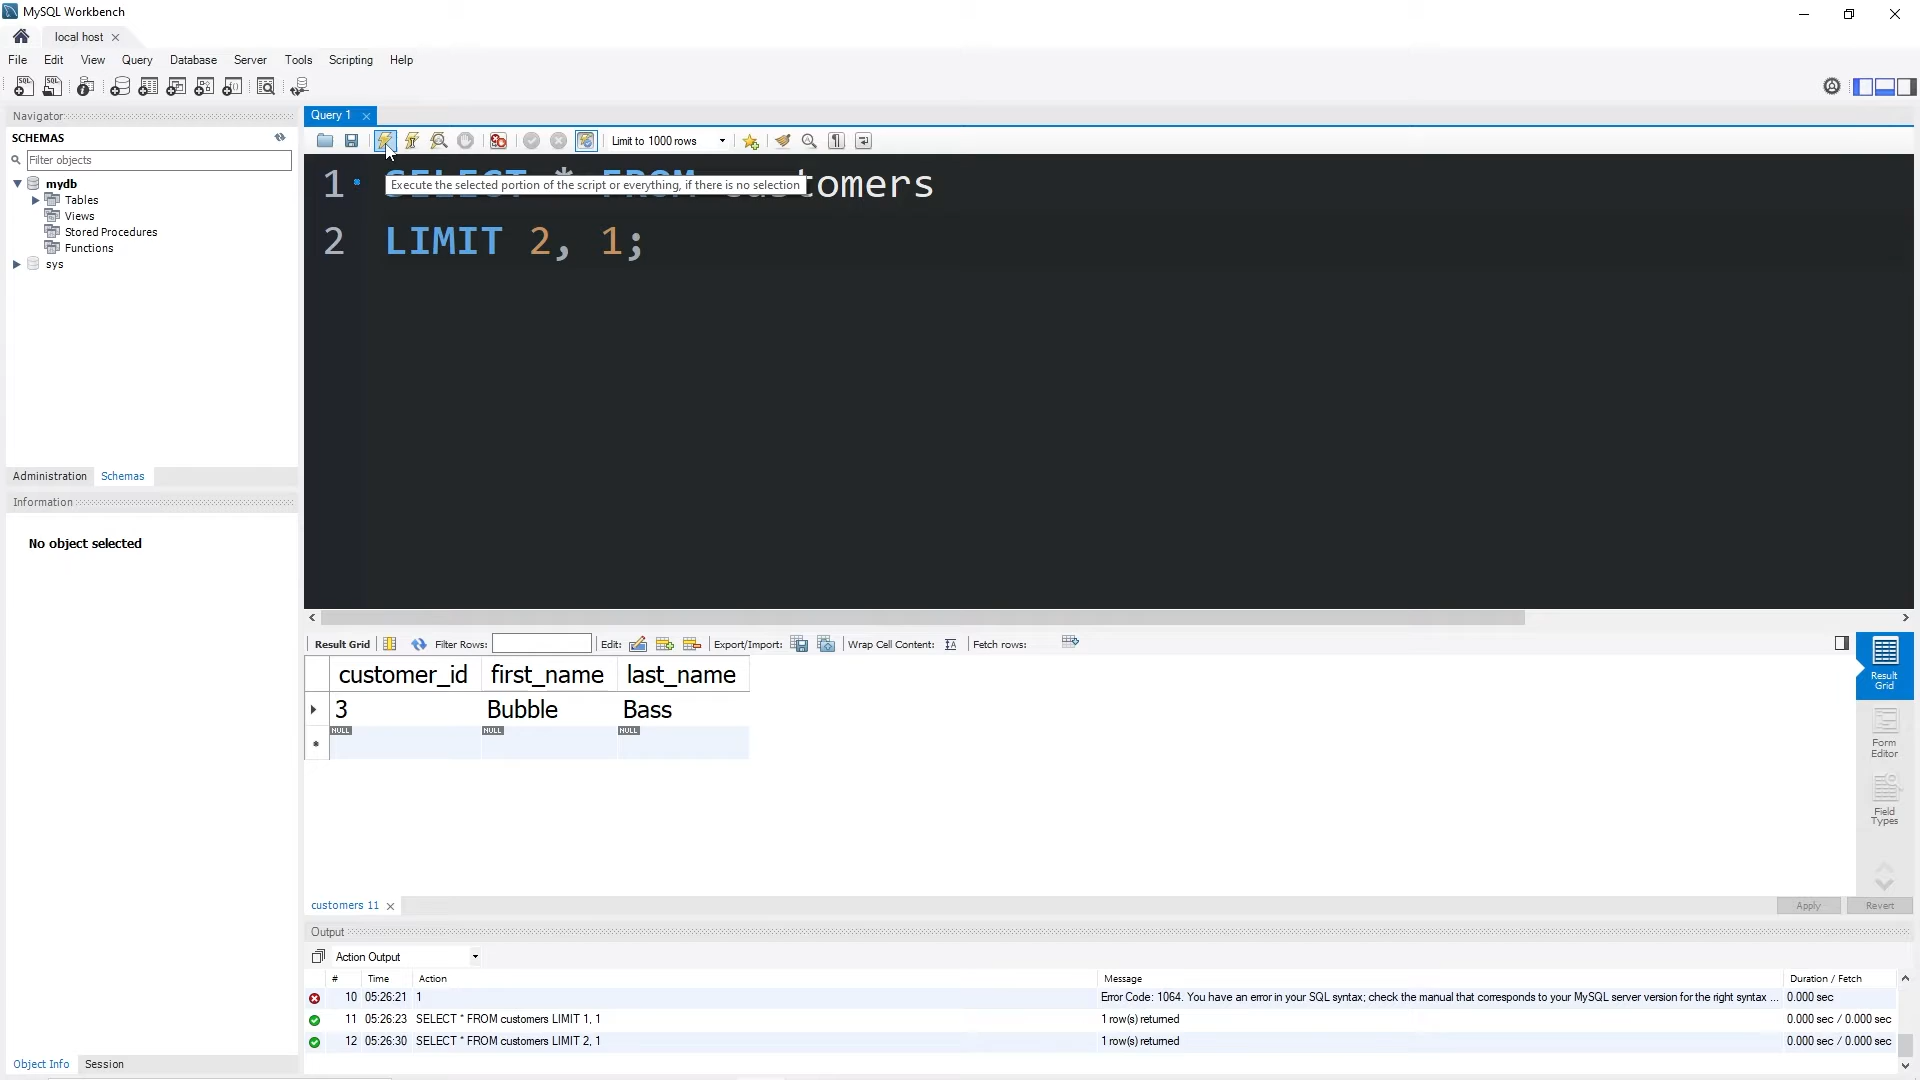 MySQL Workbench
local host
File Edit View Query Database Server Tools Scripting Help
Navigator
SCHEMAS
Filter objects
mydb
Tables
Views
Stored Procedures
Functions
sys
Administration Schemas
Information
No object selected
Object Info Session
Query 1
Limit to 1000 rows
1 SELECT * FROM customers
Execute the selected portion of the script or everything, if there is no selection
2 LIMIT 2, 1;
Result Grid Filter Rows: Edit: Export/Import: Wrap Cell Content: Fetch rows:
customer_id first_name last_name
3 Bubble Bass
NULL NULL NULL
Result
Grid
Form
Editor
Field
Types
customers 11
Apply Revert
Output
Action Output
# Time Action Message Duration / Fetch
10 05:26:21 1 Error Code: 1064. You have an error in your SQL syntax; check the manual that corresponds to your MySQL server version for the right syntax ... 0.000 sec
11 05:26:23 SELECT * FROM customers LIMIT 1, 1 1 row(s) returned 0.000 sec / 0.000 sec
12 05:26:30 SELECT * FROM customers LIMIT 2, 1 1 row(s) returned 0.000 sec / 0.000 sec